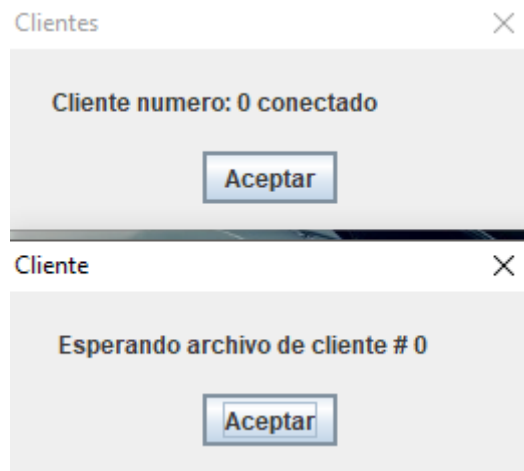 Clientes
Cliente numero: 0 conectado
Aceptar
Cliente
Esperando archivo de cliente # 0
Aceptar